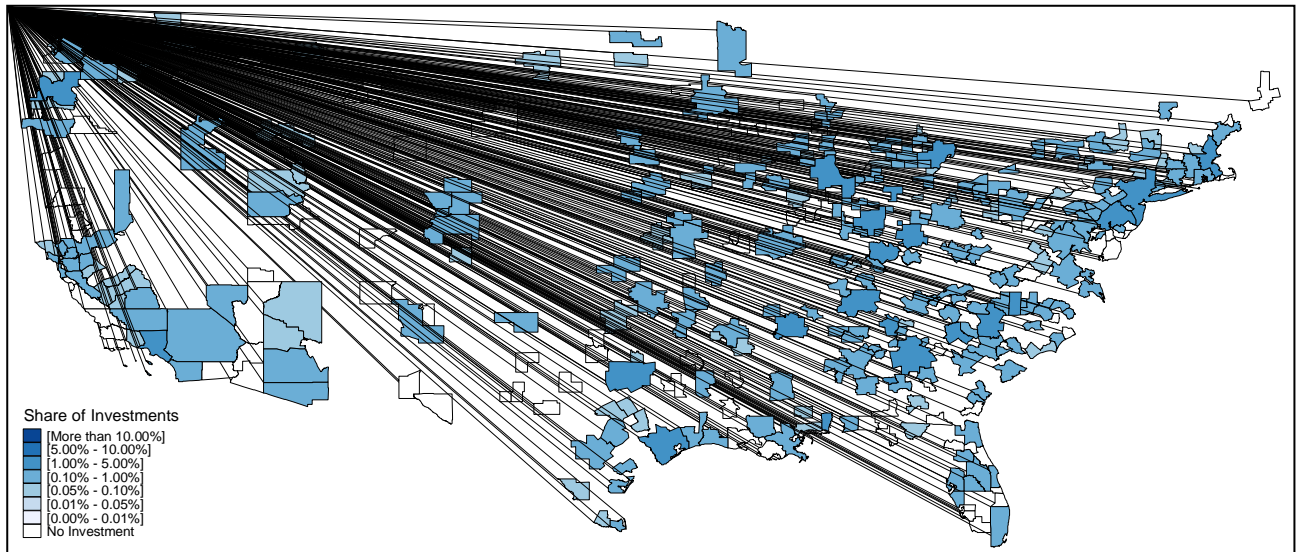 Share of Investments
[More than 10.00%]
[5.00% - 10.00%]
[1.00% - 5.00%]
[0.10% - 1.00%]
[0.05% - 0.10%]
[0.01% - 0.05%]
[0.00% - 0.01%]
No Investment